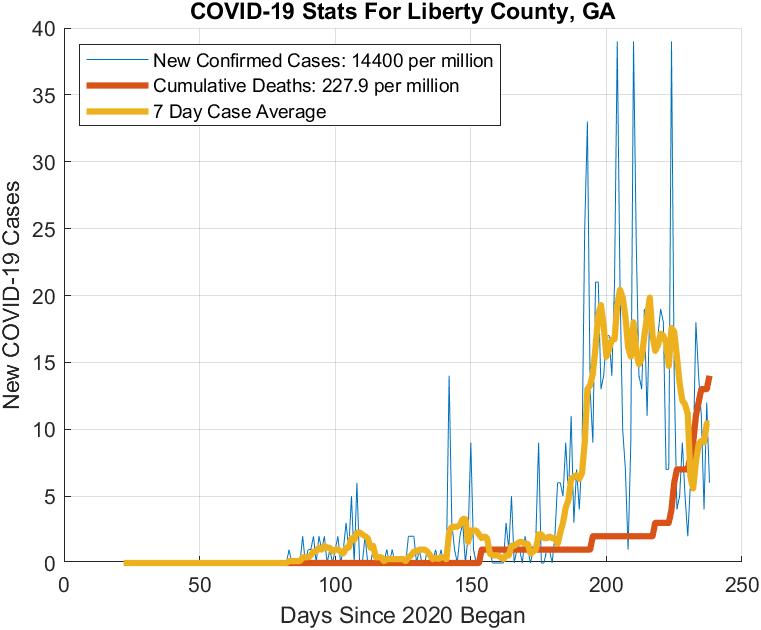 COVID-19 Stats For Liberty County, GA
New Confirmed Cases: 14400 per million
Cumulative Deaths: 227.9 per million
7 Day Case Average
New COVID-19 Cases
40
35
30
25
20
15
10
5
0
0 50 100 150 200 250
Days Since 2020 Began